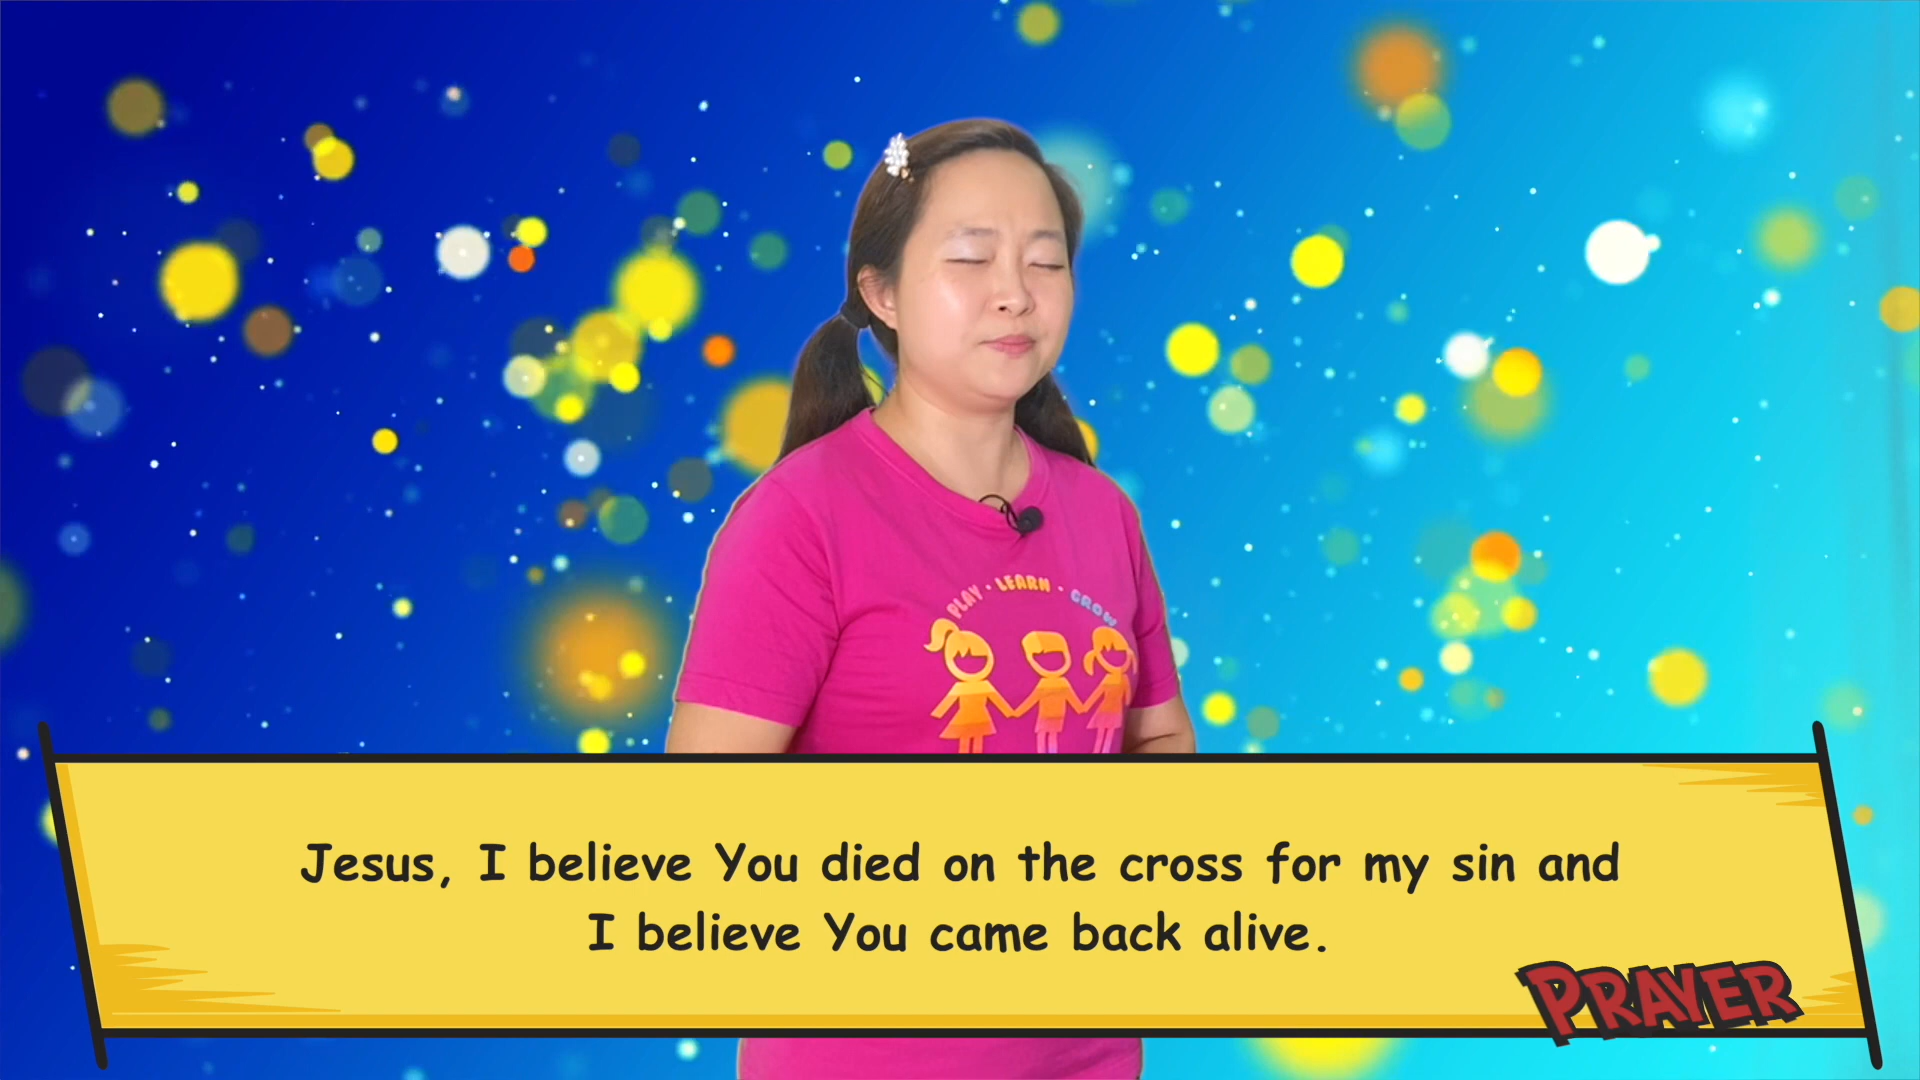 PLAY · LEARN · GROW
Jesus, I believe You died on the cross for my sin and
I believe You came back alive.
PRAYER